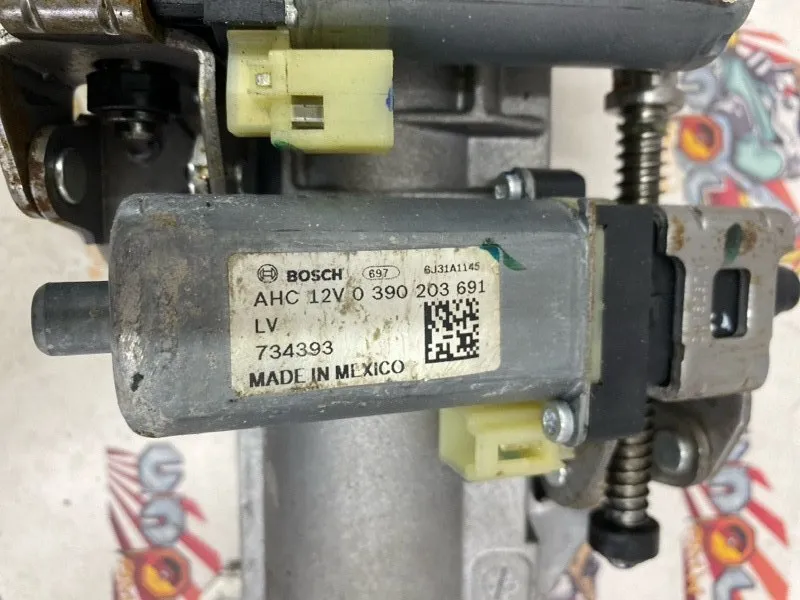 BOSCH 697 6J31A1145
AHC 12V 0 390 203 691
LV
734393
MADE IN MEXICO